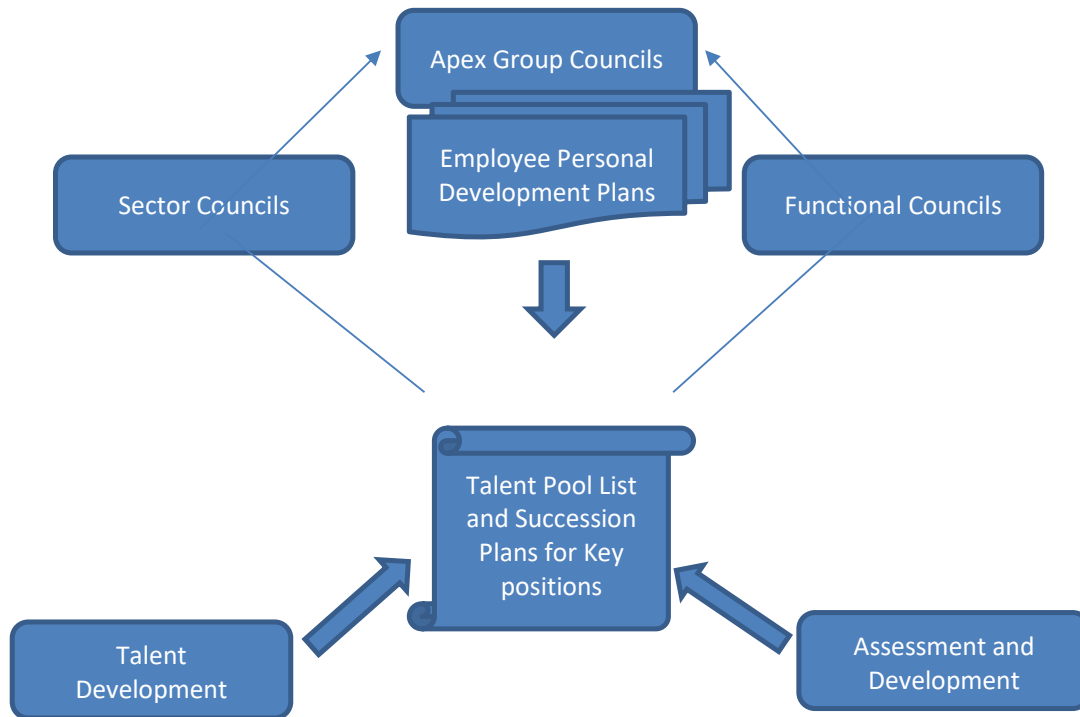 Apex Group Councils
Employee Personal
Development Plans
Sector Councils
Functional Councils
Talent Pool List
and Succession
Plans for Key
positions
Talent
Development
Assessment and
Development